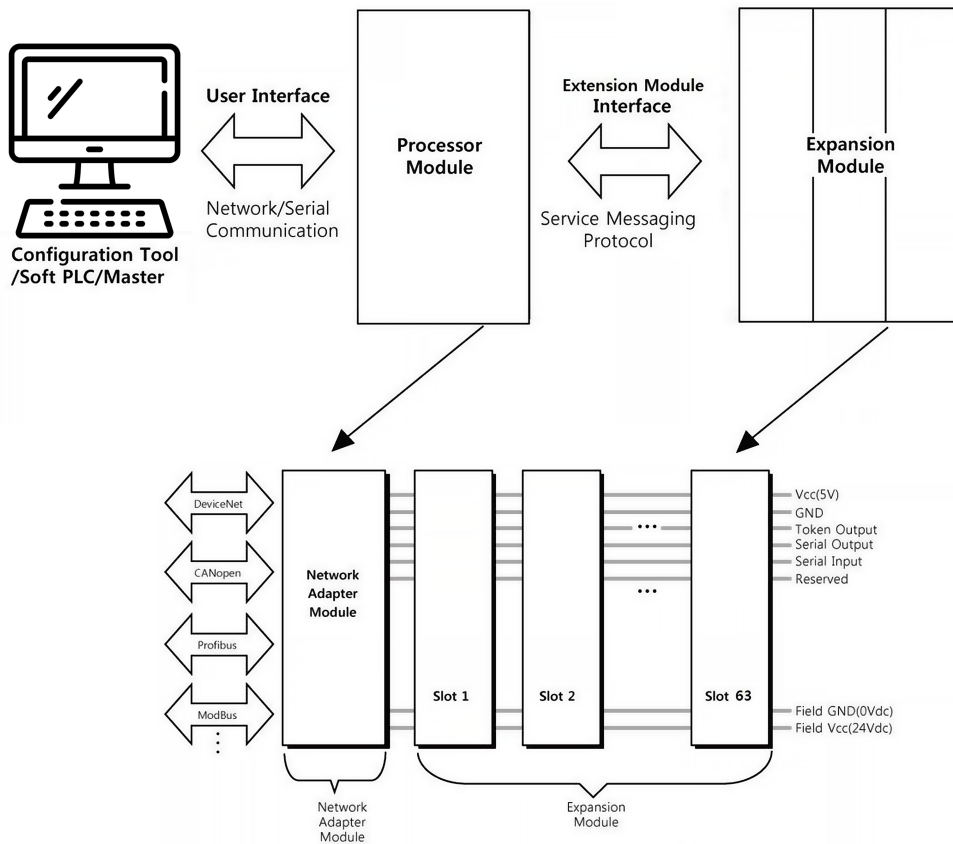 User Interface
Network/Serial
Communication
Configuration Tool
/Soft PLC/Master
Processor
Module
Extension Module
Interface
Service Messaging
Protocol
Expansion
Module
DeviceNet
CANopen
Profibus
ModBus
Network
Adapter
Module
Slot 1
Slot 2
Slot 63
Vcc(5V)
GND
Token Output
Serial Output
Serial Input
Reserved
Field GND(0Vdc)
Field Vcc(24Vdc)
Network
Adapter
Module
Expansion
Module